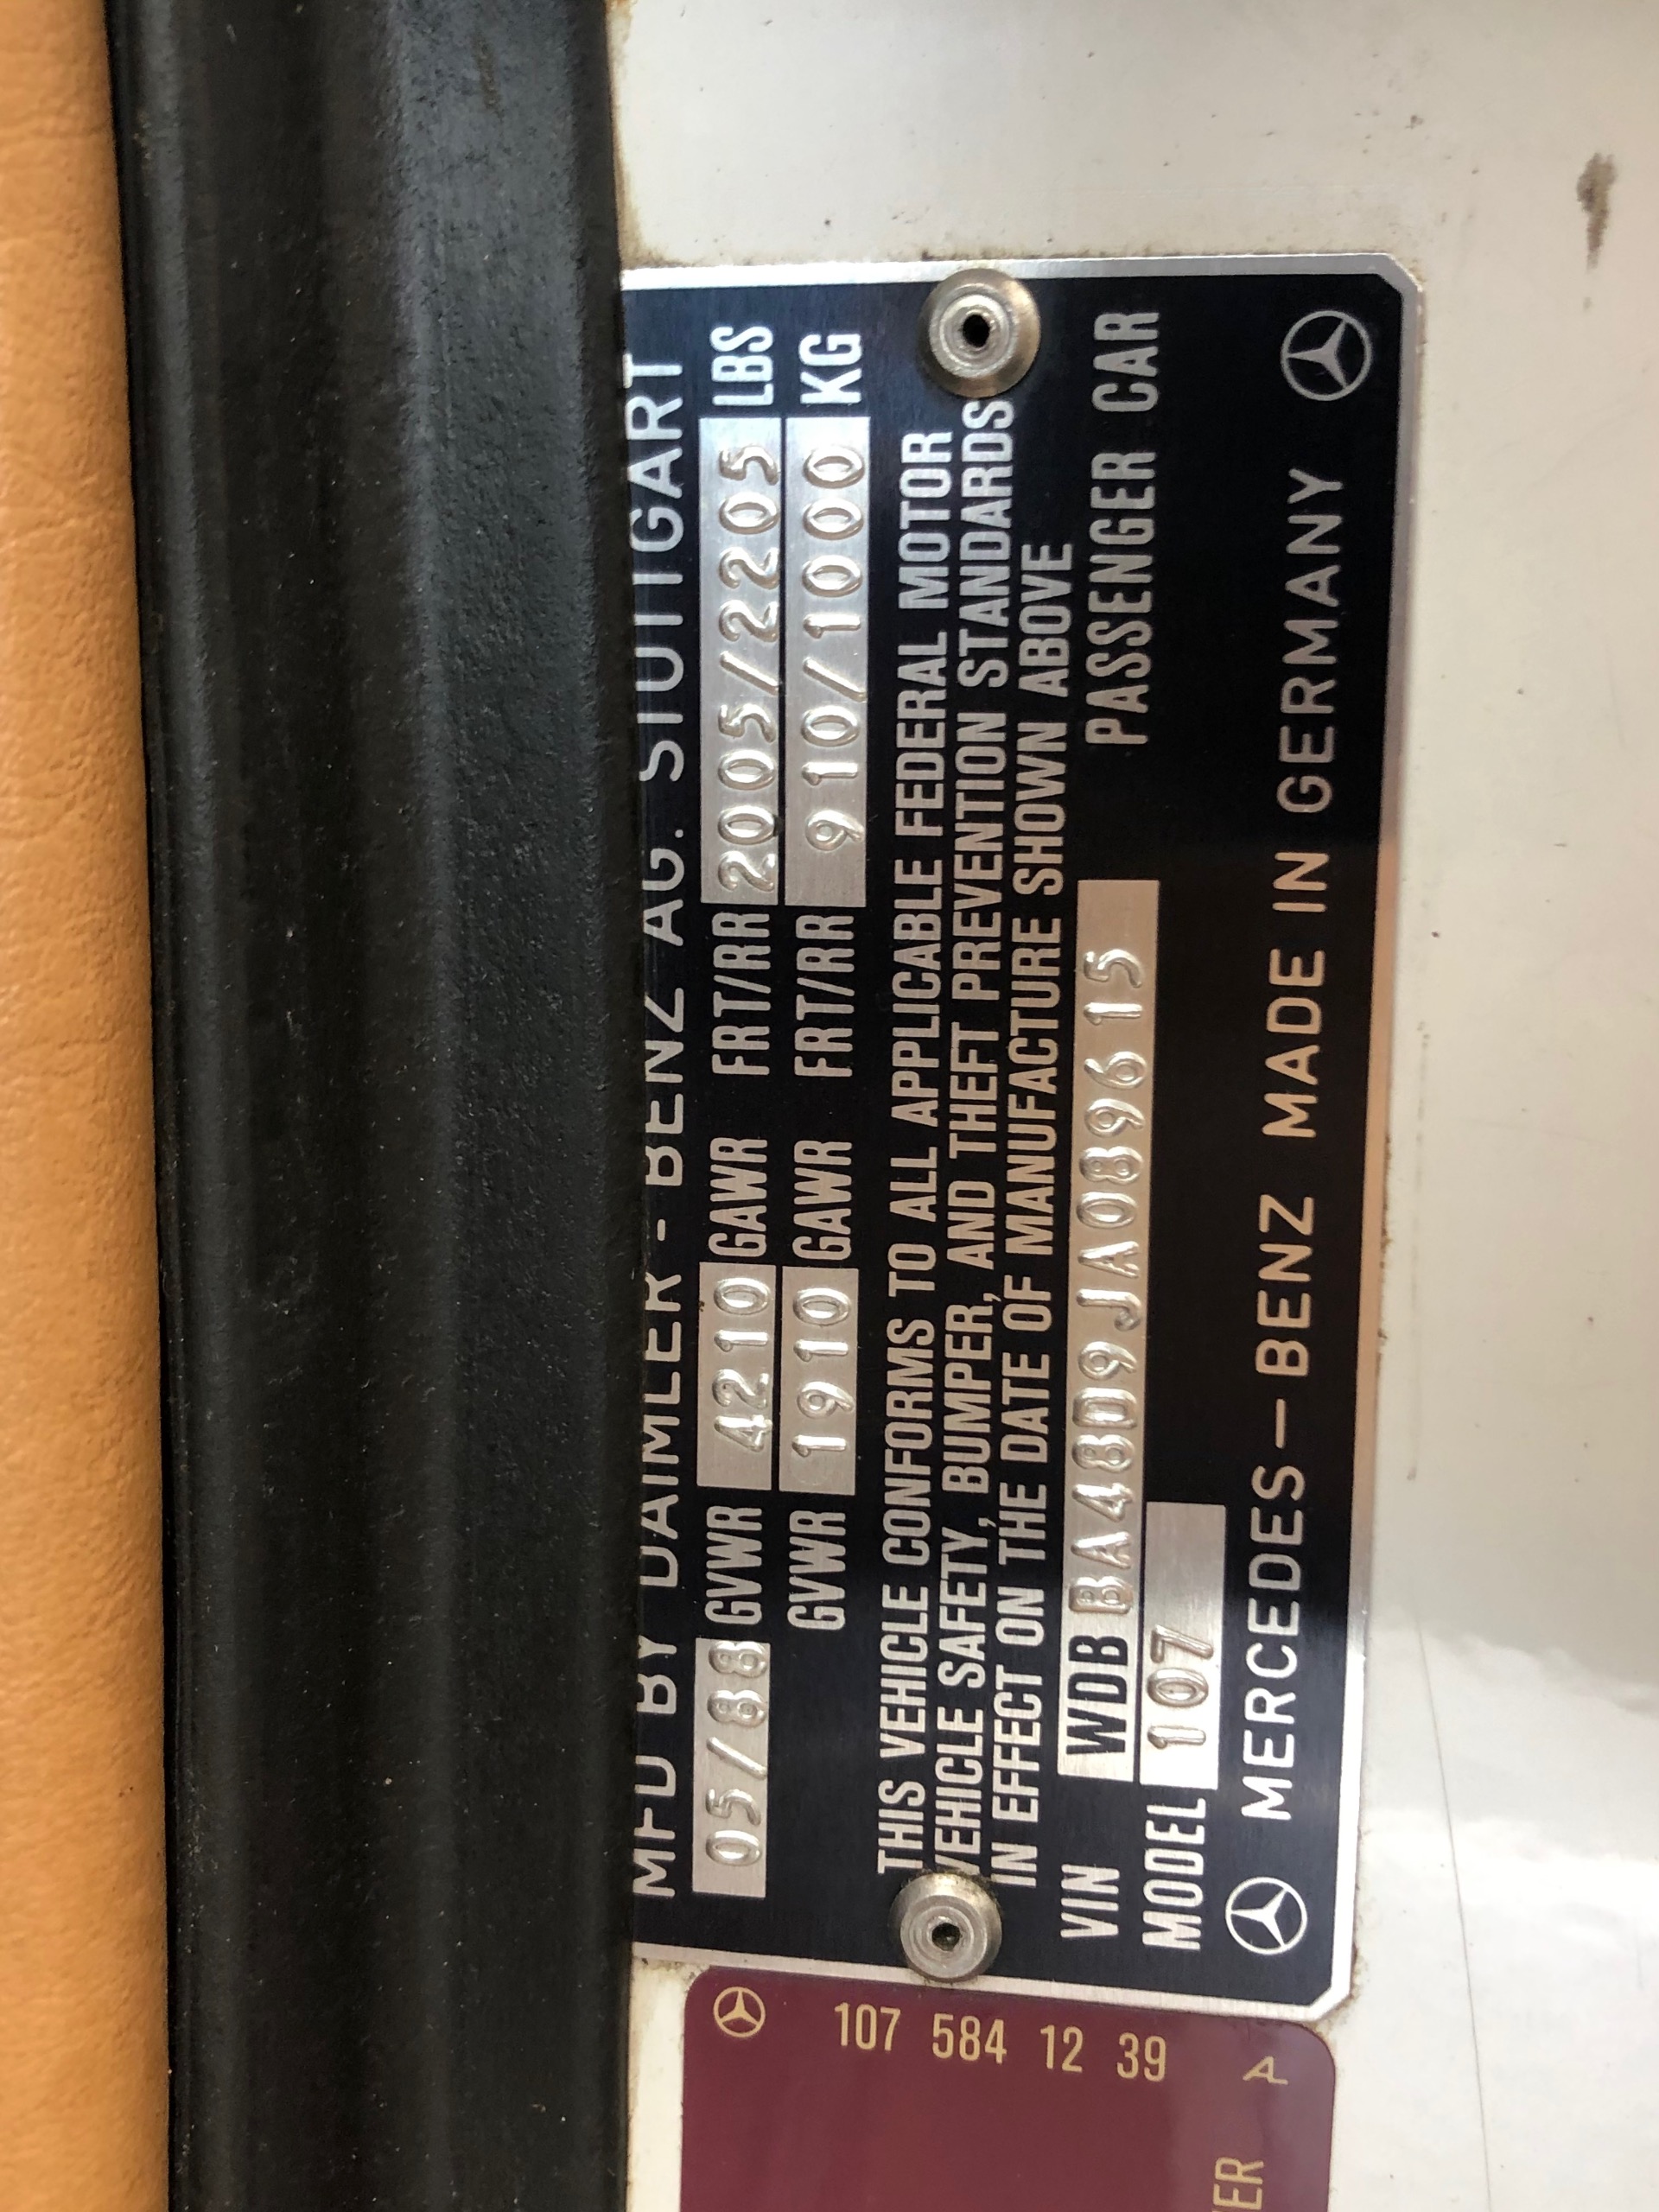 MFD BY DAIMLER - BENZ AG. STUTTGART
05/88 GVWR 4210 GAWR FRT/RR 2005/2205 LBS
GVWR 1910 GAWR FRT/RR 910/1000 KG
THIS VEHICLE CONFORMS TO ALL APPLICABLE FEDERAL MOTOR
VEHICLE SAFETY, BUMPER, AND THEFT PREVENTION STANDARDS
IN EFFECT ON THE DATE OF MANUFACTURE SHOWN ABOVE
VIN WDB BA48D9JA089615 PASSENGER CAR
MODEL 107
MERCEDES-BENZ MADE IN GERMANY
107 584 12 39